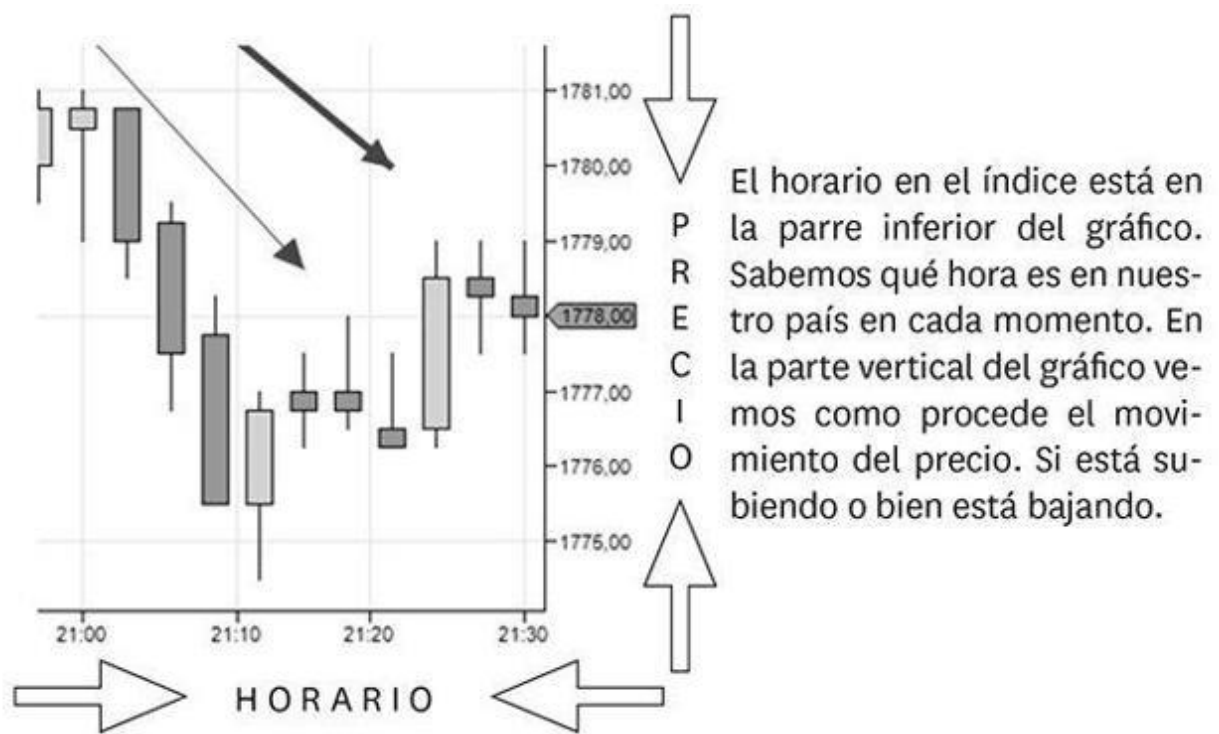 1781,00
1780,00
1779,00
1778,00
1777,00
1776,00
1775,00
21:00 21:10 21:20 21:30
HORARIO
P
R
E
C
I
O
El horario en el índice está en
la parre inferior del gráfico.
Sabemos qué hora es en nues-
tro país en cada momento. En
la parte vertical del gráfico ve-
mos como procede el movi-
miento del precio. Si está su-
biendo o bien está bajando.